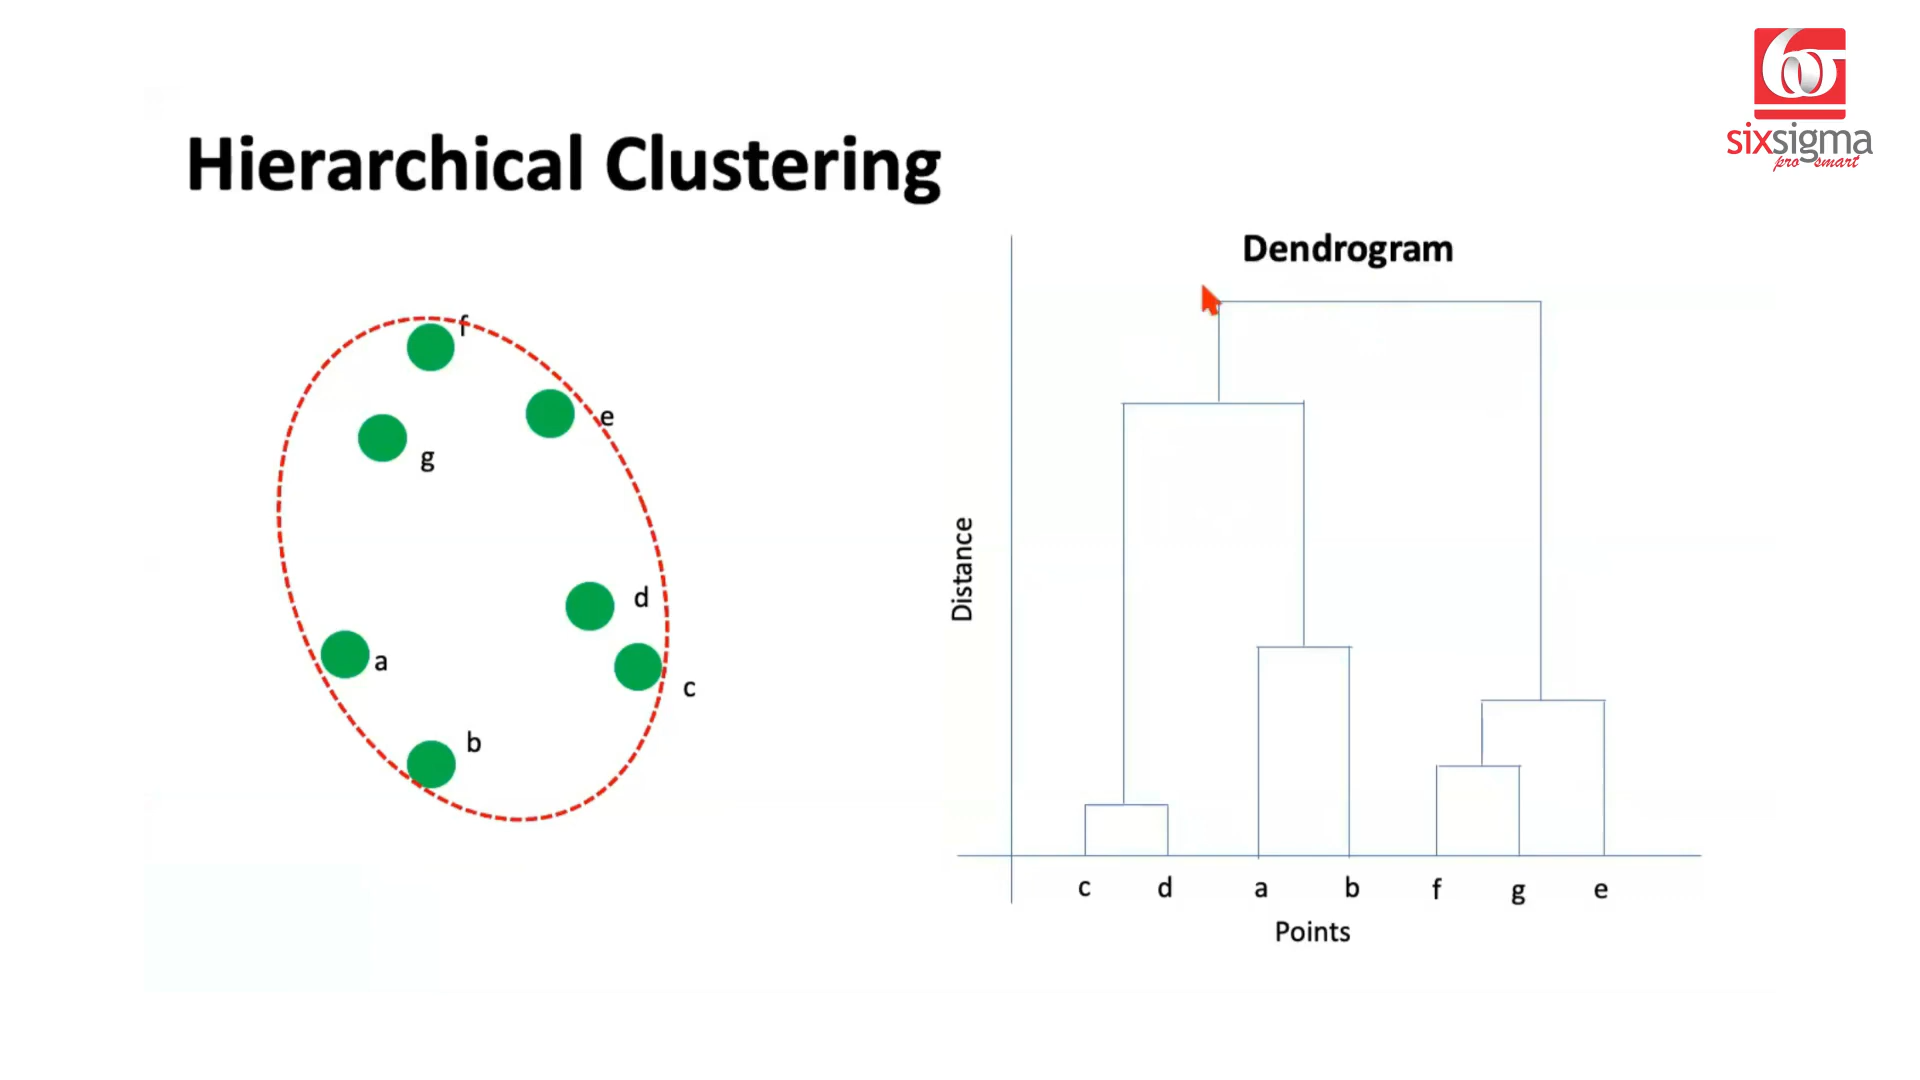 sixsigma
pro smart
Hierarchical Clustering
Dendrogram
f
e
g
d
a
c
b
Distance
c d a b f g e
Points